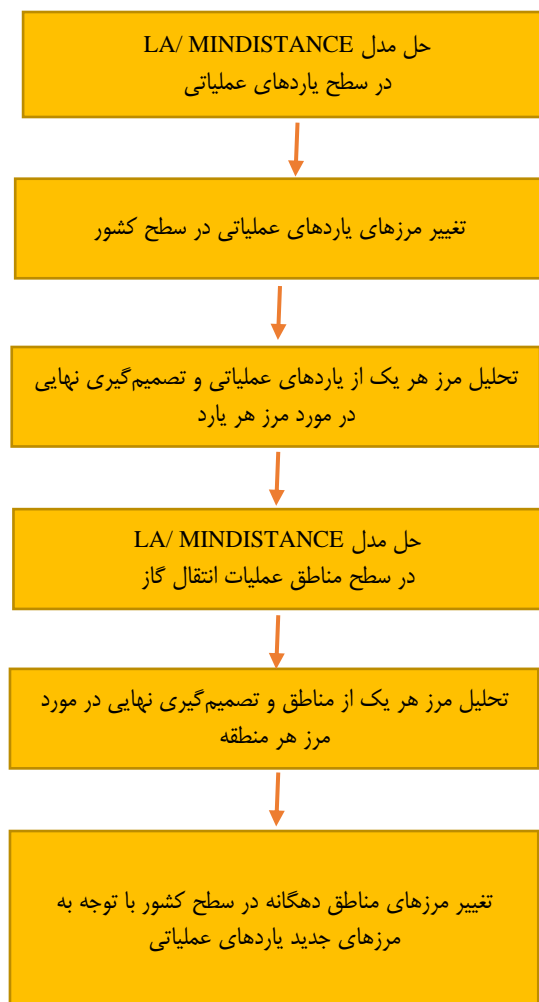 حل مدل LA/ MINDISTANCE
در سطح یاردهای عملیاتی
تغییر مرزهای یاردهای عملیاتی در سطح کشور
تحلیل مرز هر یک از یاردهای عملیاتی و تصمیم‌گیری نهایی
در مورد مرز هر یارد
حل مدل LA/ MINDISTANCE
در سطح مناطق عملیات انتقال گاز
تحلیل مرز هر یک از مناطق و تصمیم‌گیری نهایی در مورد
مرز هر منطقه
تغییر مرزهای مناطق دهگانه در سطح کشور با توجه به
مرزهای جدید یاردهای عملیاتی